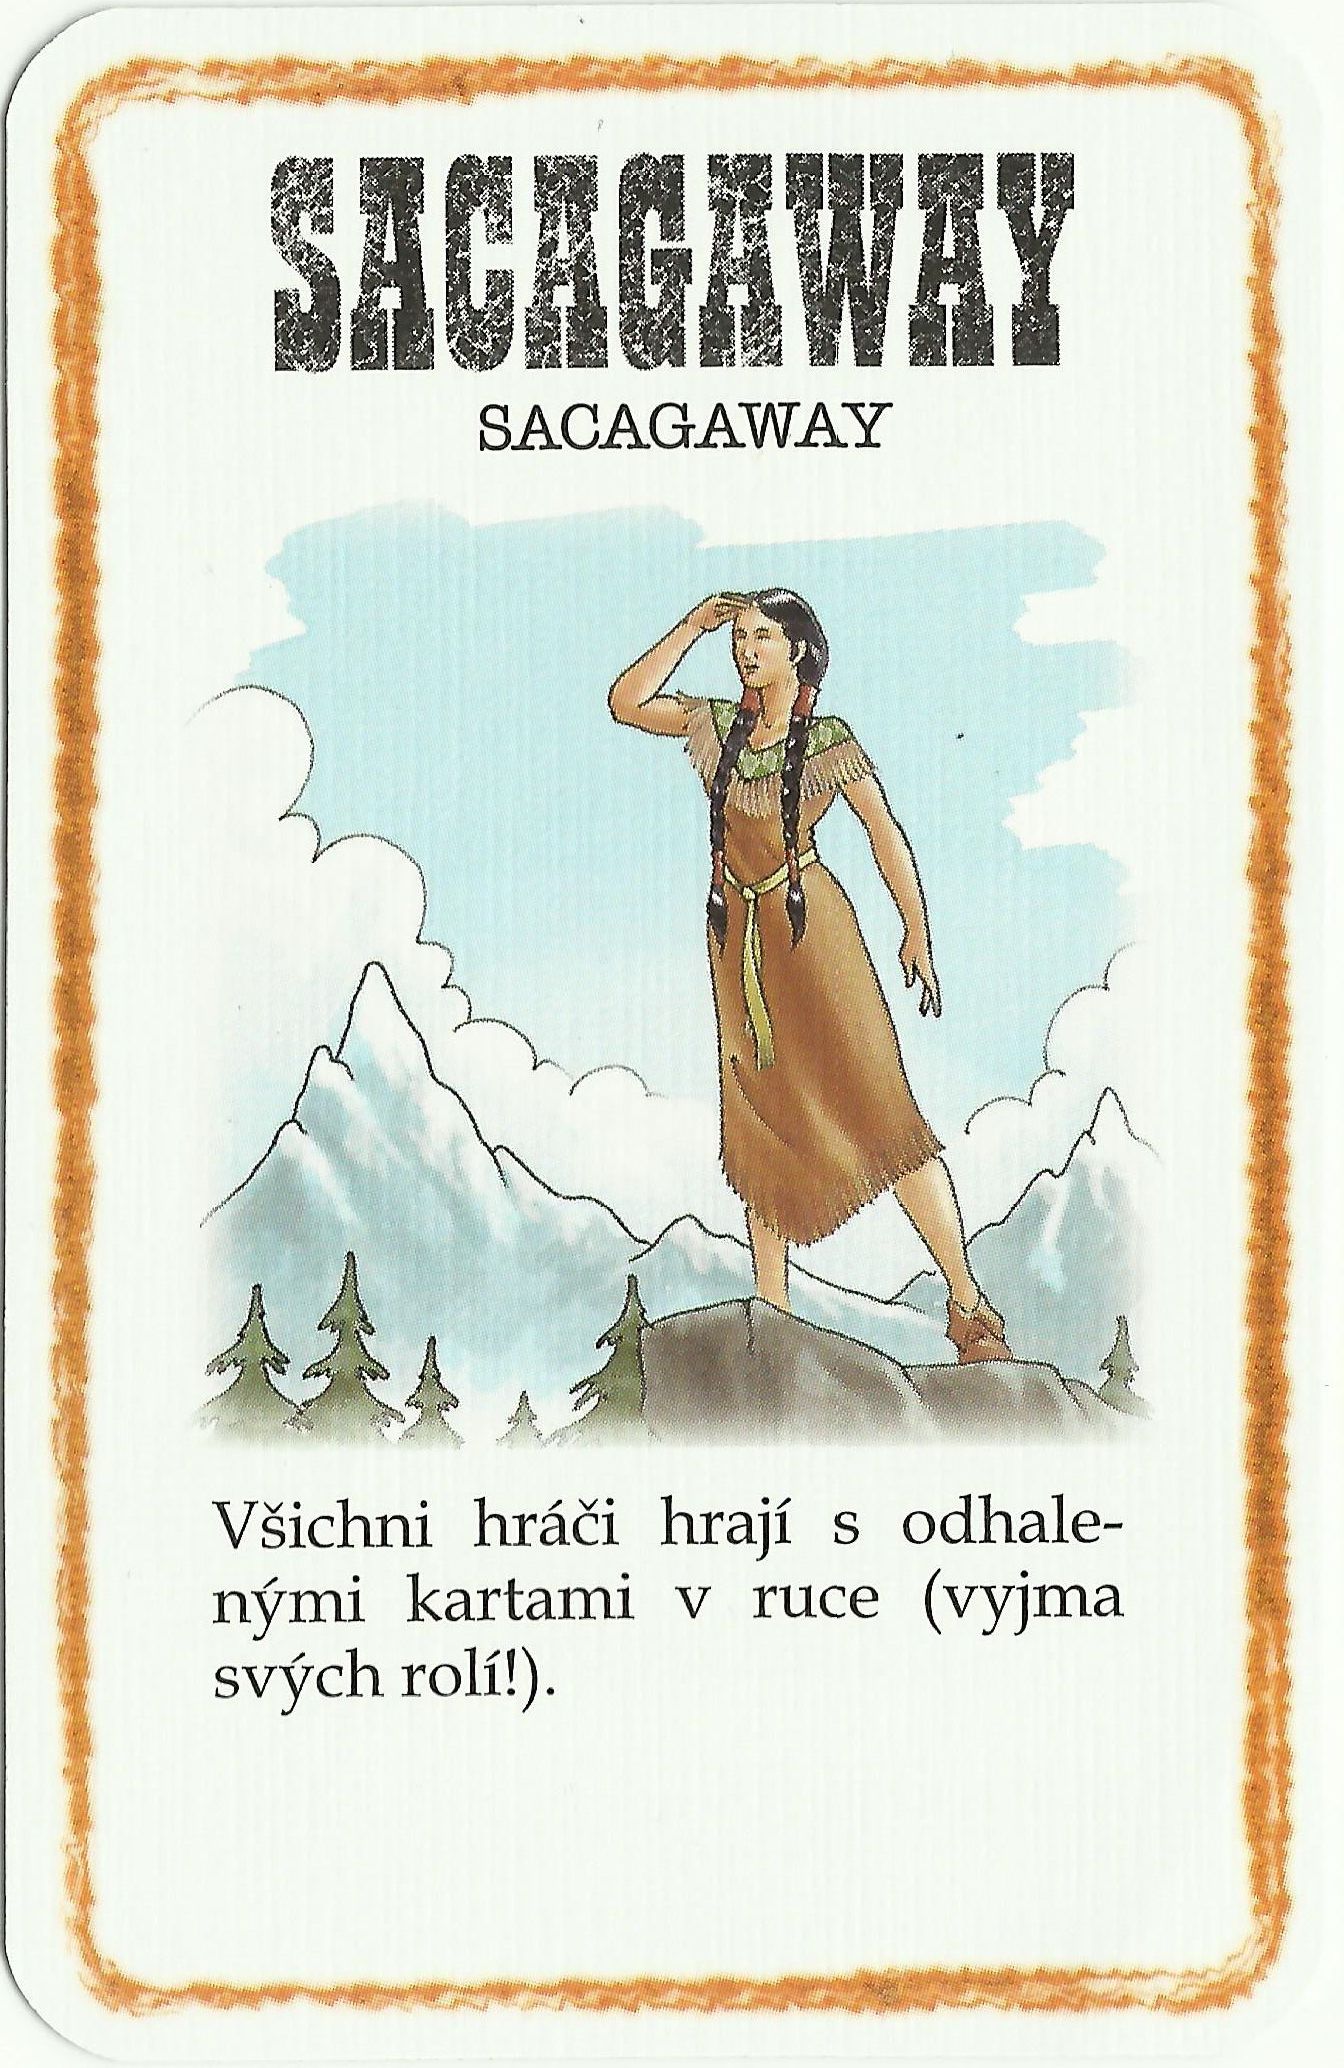 SACAGAWAY
SACAGAWAY
Všichni hráči hrají s odhale-
nými kartami v ruce (vyjma
svých rolí!).